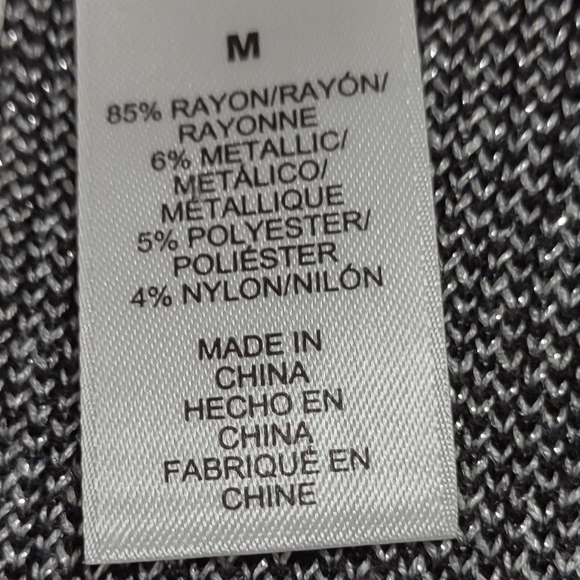 M
85% RAYON/RAYÓN/
RAYONNE
6% METALLIC/
METÁLICO/
MÉTALLIQUE
5% POLYESTER/
POLIÉSTER
4% NYLON/NILÓN
MADE IN
CHINA
HECHO EN
CHINA
FABRIQUÉ EN
CHINE